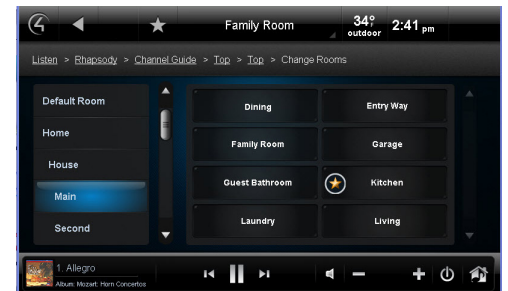 Family Room
34°
outdoor
2:41 pm
Listen > Rhapsody > Channel Guide > Top > Top > Change Rooms
Default Room
Home
House
Main
Second
Dining
Entry Way
Family Room
Garage
Guest Bathroom
Kitchen
Laundry
Living
1. Allegro
Album: Mozart: Horn Concertos